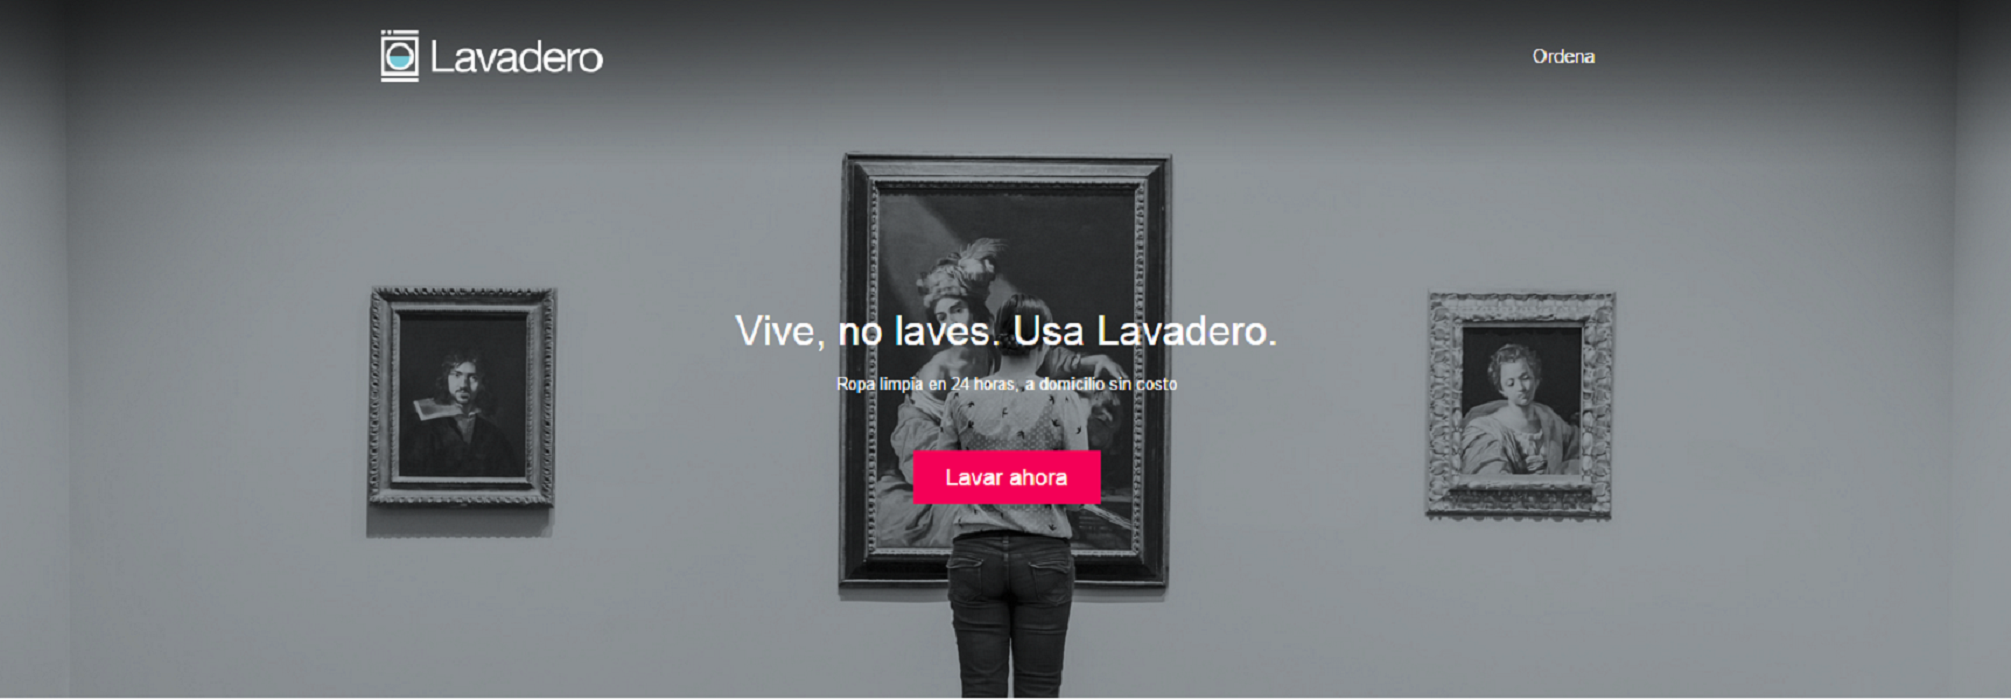 Lavadero
Ordena
Vive, no laves. Usa Lavadero.
Ropa limpia en 24 horas, a domicilio sin costo
Lavar ahora